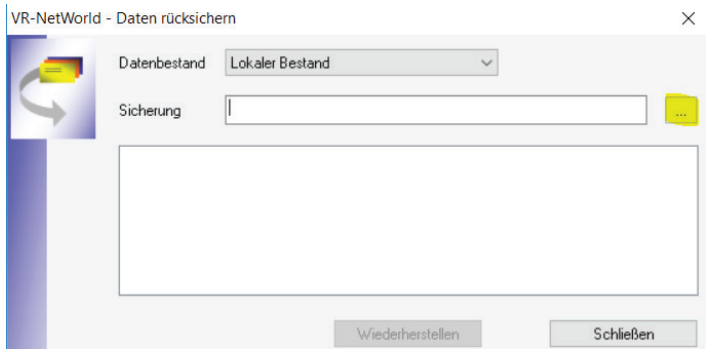 VR-NetWorld - Daten rücksichern
Datenbestand Lokaler Bestand
Sicherung ...
Wiederherstellen Schließen